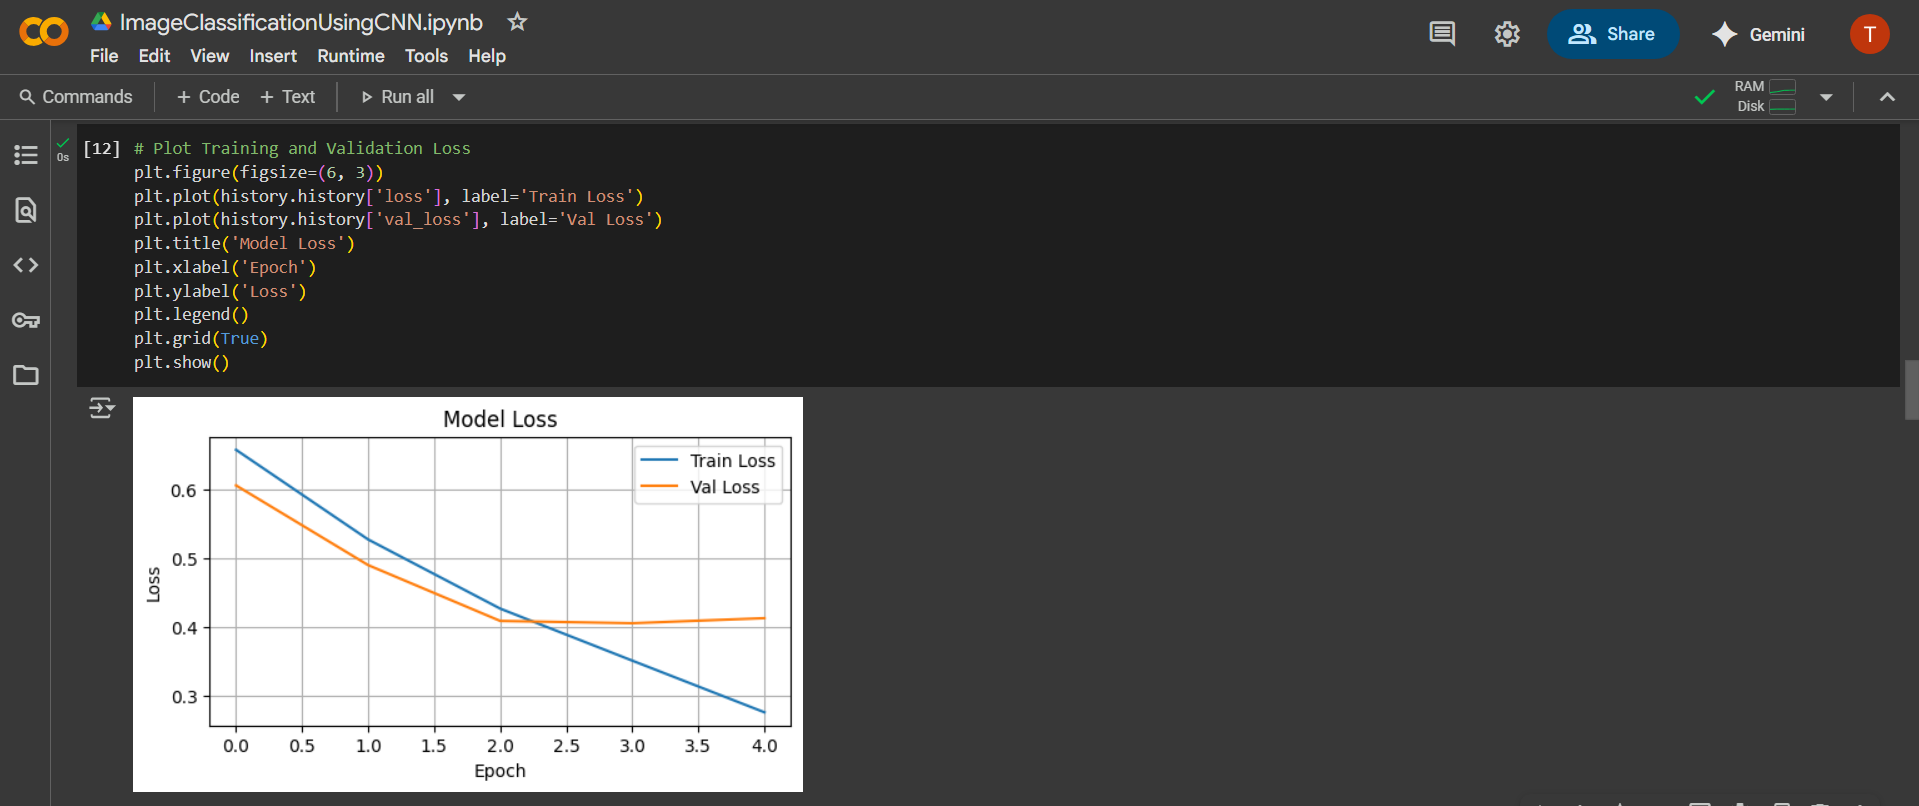 ImageClassificationUsingCNN.ipynb
File Edit View Insert Runtime Tools Help
Share
Gemini
T
Commands + Code + Text Run all
RAM
Disk
0s
[12] # Plot Training and Validation Loss
plt.figure(figsize=(6, 3))
plt.plot(history.history['loss'], label='Train Loss')
plt.plot(history.history['val_loss'], label='Val Loss')
plt.title('Model Loss')
plt.xlabel('Epoch')
plt.ylabel('Loss')
plt.legend()
plt.grid(True)
plt.show()
Model Loss
Train Loss
Val Loss
0.6
0.5
0.4
0.3
Loss
0.0 0.5 1.0 1.5 2.0 2.5 3.0 3.5 4.0
Epoch